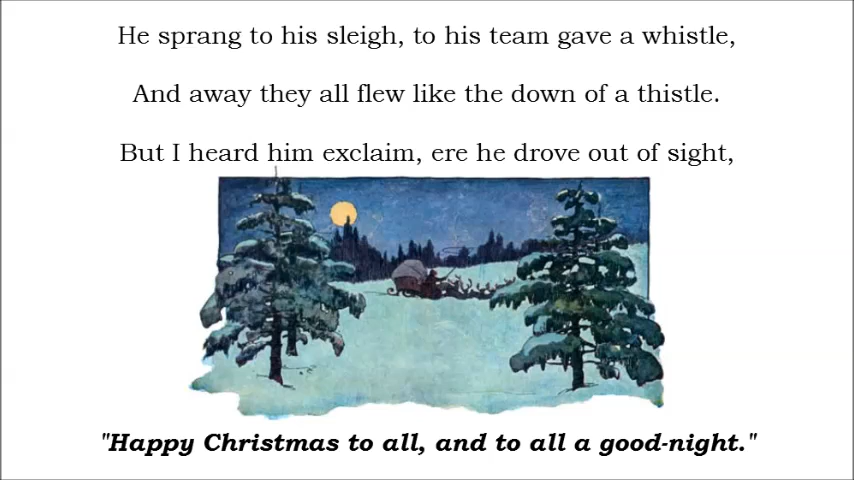 He sprang to his sleigh, to his team gave a whistle,
And away they all flew like the down of a thistle.
But I heard him exclaim, ere he drove out of sight,
"Happy Christmas to all, and to all a good-night."